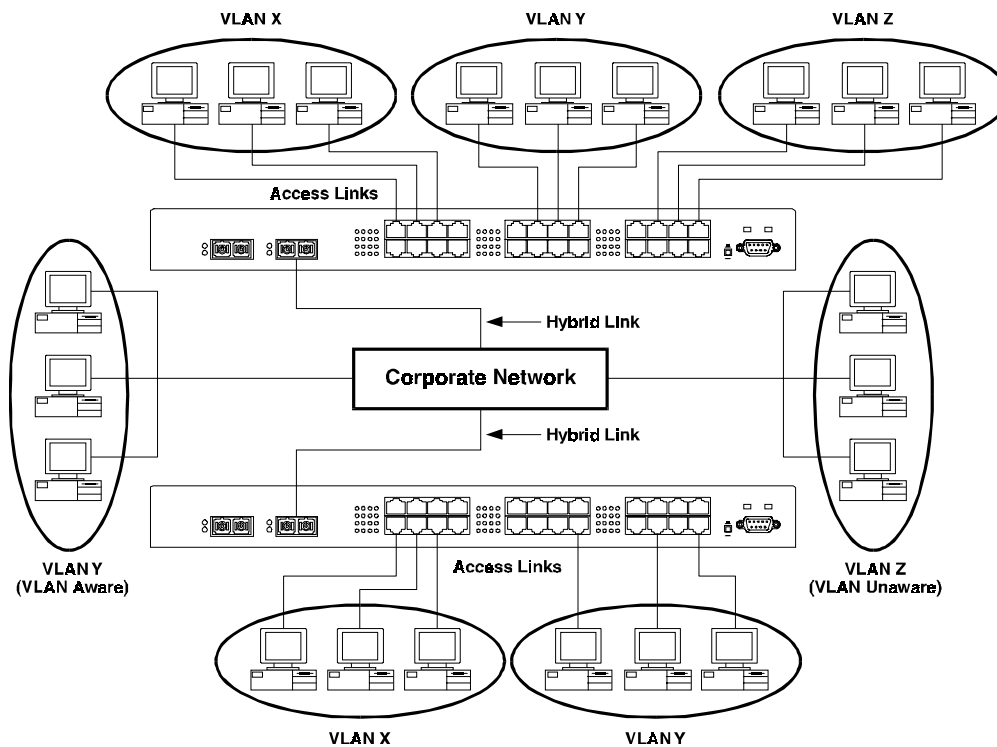 VLAN X
VLAN Y
VLAN Z
Access Links
Hybrid Link
Corporate Network
Hybrid Link
VLAN Y
(VLAN Aware)
VLAN Z
(VLAN Unaware)
Access Links
VLAN X
VLAN Y